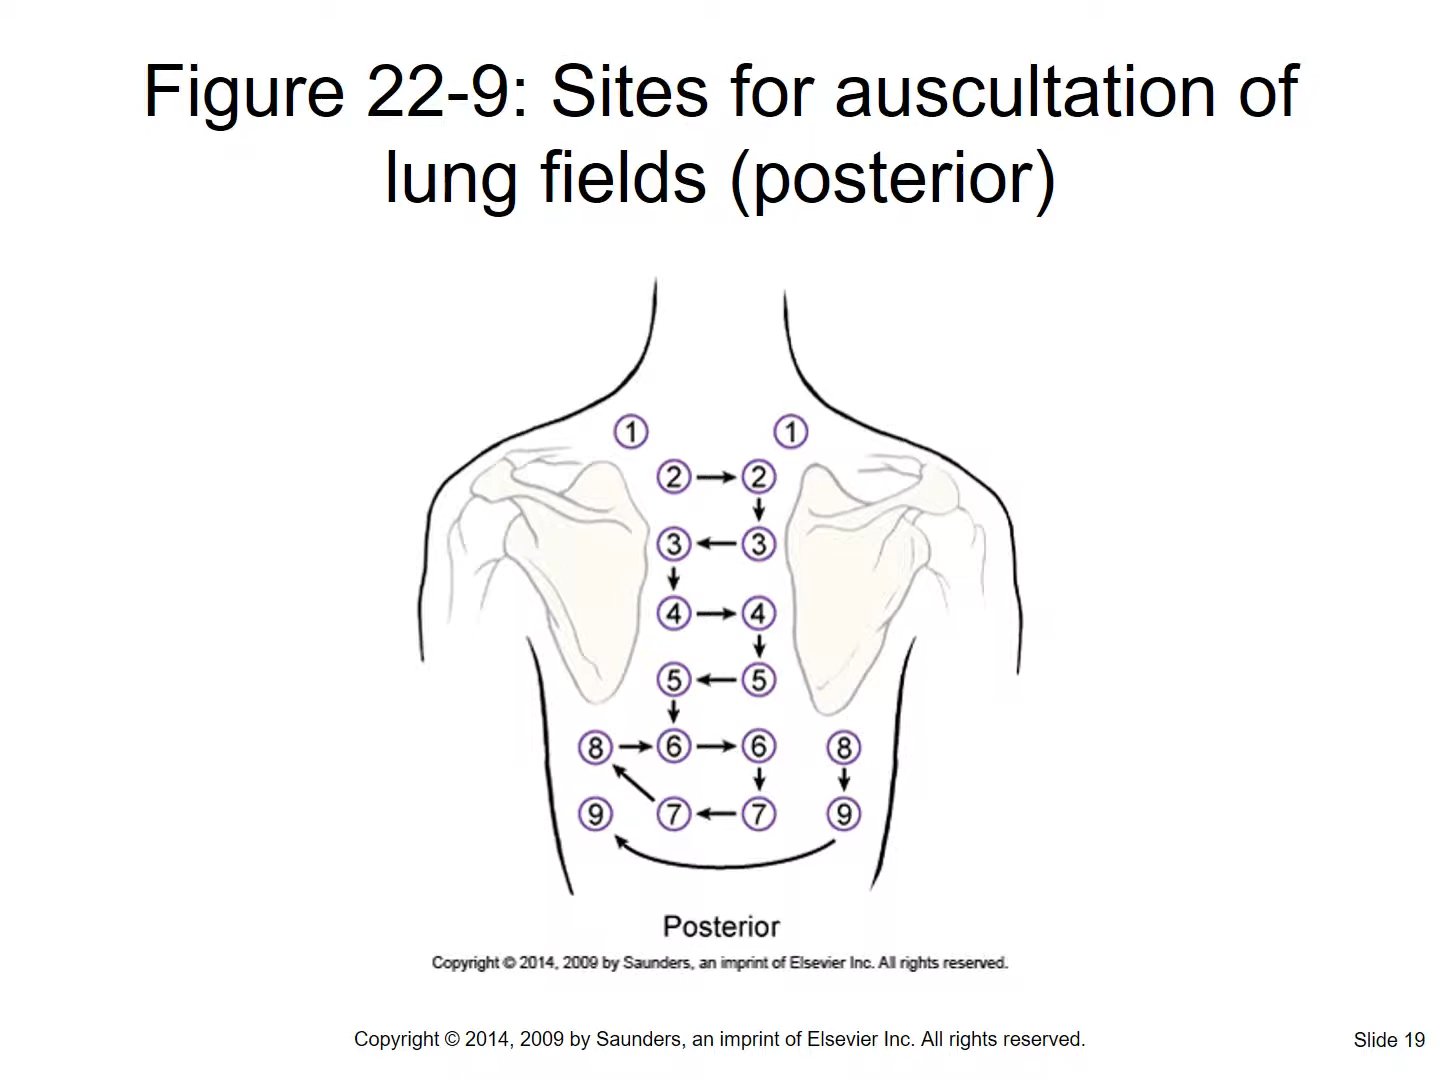 Figure 22-9: Sites for auscultation of
lung fields (posterior)
1 1
2 2
3 3
4 4
5 5
8 6 6 8
9 7 7 9
Posterior
Copyright © 2014, 2009 by Saunders, an imprint of Elsevier Inc. All rights reserved.
Copyright © 2014, 2009 by Saunders, an imprint of Elsevier Inc. All rights reserved.
Slide 19